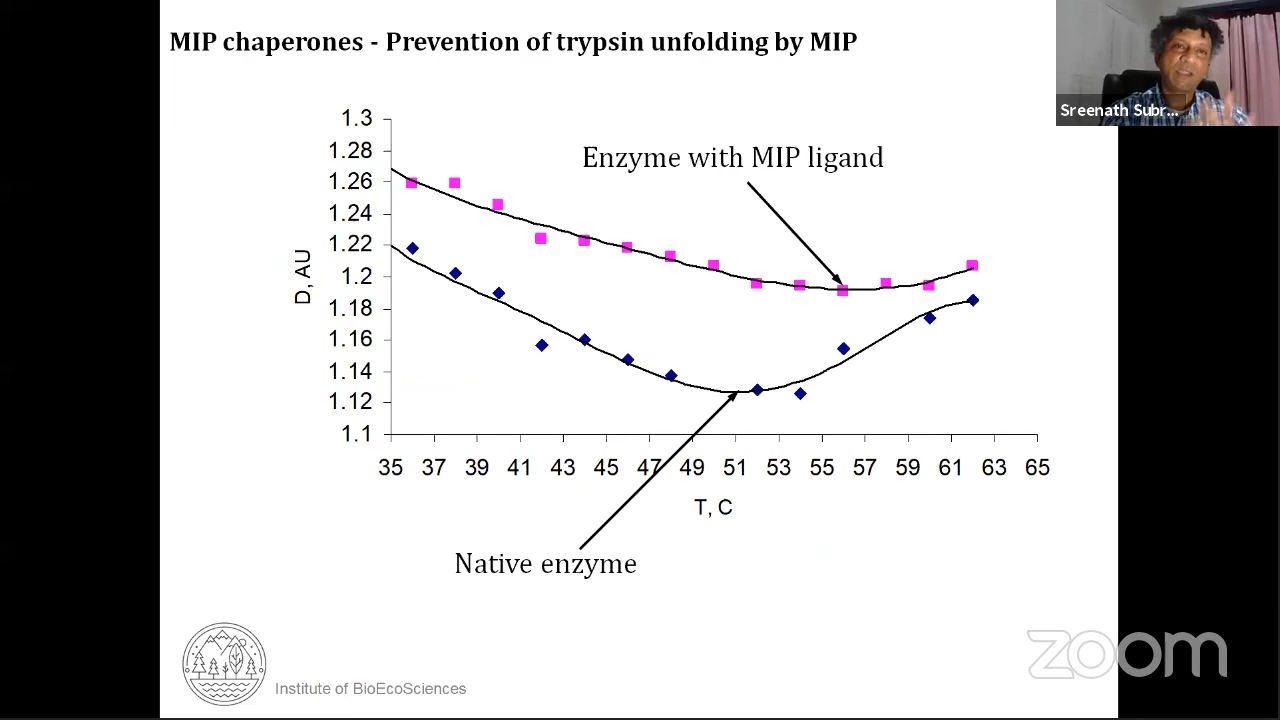 MIP chaperones - Prevention of trypsin unfolding by MIP
Sreenath Subr...
Enzyme with MIP ligand
1.3
1.28
1.26
1.24
1.22
1.2
1.18
1.16
1.14
1.12
1.1
D, AU
35 37 39 41 43 45 47 49 51 53 55 57 59 61 63 65
T, C
Native enzyme
Institute of BioEcoSciences
zoom